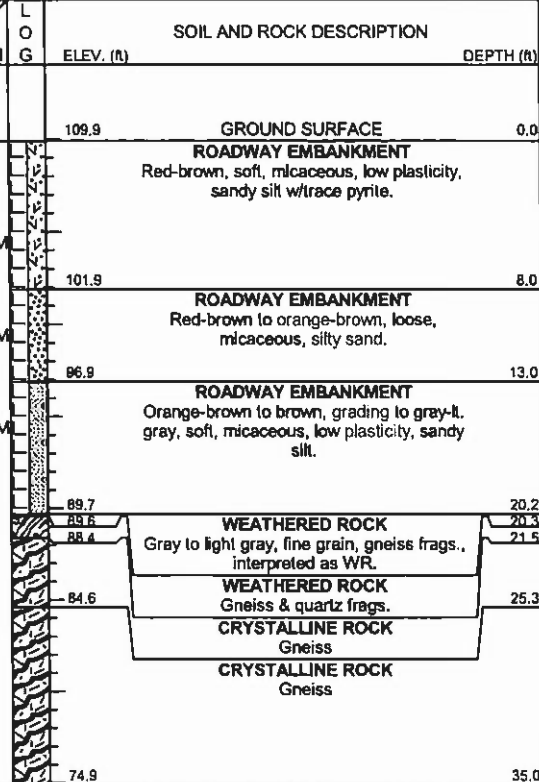 L
O
G
SOIL AND ROCK DESCRIPTION
ELEV. (ft) DEPTH (ft)
109.9 GROUND SURFACE 0.0
ROADWAY EMBANKMENT
Red-brown, soft, micaceous, low plasticity,
sandy silt w/trace pyrite.
M
101.9 8.0
ROADWAY EMBANKMENT
Red-brown to orange-brown, loose,
micaceous, silty sand.
M
96.9 13.0
ROADWAY EMBANKMENT
Orange-brown to brown, grading to gray-lt.
gray, soft, micaceous, low plasticity, sandy
silt.
M
89.7 20.2
89.6 20.3
WEATHERED ROCK
88.4 21.5
Gray to light gray, fine grain, gneiss frags.,
interpreted as WR.
WEATHERED ROCK
84.6 Gneiss & quartz frags. 25.3
CRYSTALLINE ROCK
Gneiss
CRYSTALLINE ROCK
Gneiss
74.9 35.0